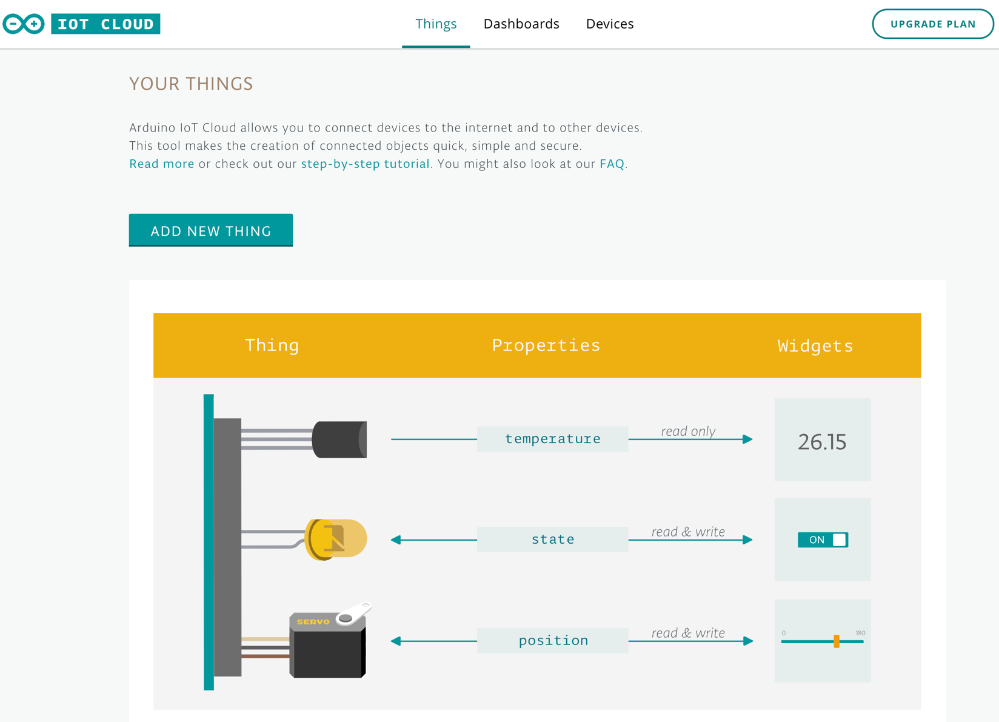 IOT CLOUD
Things Dashboards Devices
UPGRADE PLAN
YOUR THINGS
Arduino IoT Cloud allows you to connect devices to the internet and to other devices.
This tool makes the creation of connected objects quick, simple and secure.
Read more or check out our step-by-step tutorial. You might also look at our FAQ.
ADD NEW THING
Thing Properties Widgets
temperature read only 26.15
state read & write ON
SERVO position read & write 0 180